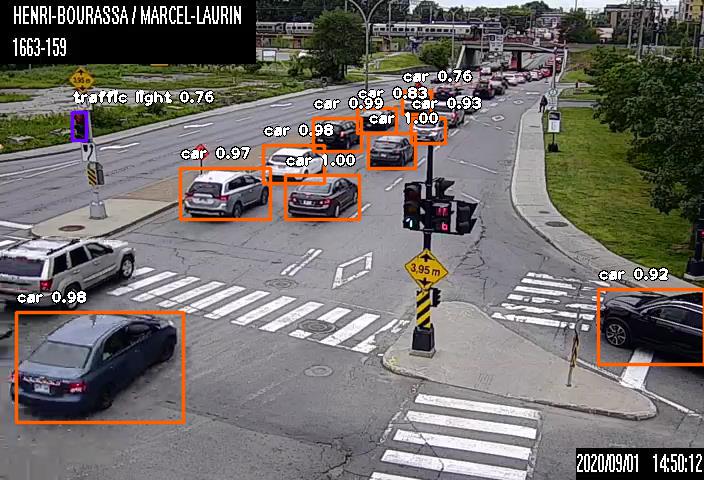 HENRI-BOURASSA / MARCEL-LAURIN
1663-159
car 0.76
traffic light 0.76
car 0.83
car 0.99
car 0.93
car 1.00
car 0.98
car 0.97
car 1.00
3,95 m
car 0.92
car 0.98
2020/09/01 14:50:12